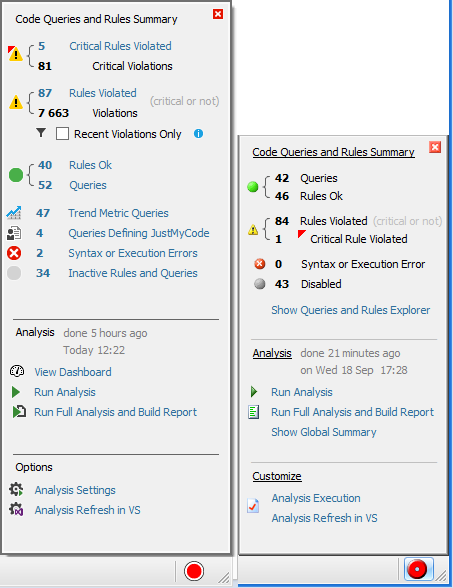 Code Queries and Rules Summary
5 Critical Rules Violated
81 Critical Violations
87 Rules Violated (critical or not)
7 663 Violations
Recent Violations Only
40 Rules Ok
52 Queries
47 Trend Metric Queries
4 Queries Defining JustMyCode
2 Syntax or Execution Errors
34 Inactive Rules and Queries
Analysis done 5 hours ago
Today 12:22
View Dashboard
Run Analysis
Run Full Analysis and Build Report
Options
Analysis Settings
Analysis Refresh in VS
Code Queries and Rules Summary
42 Queries
46 Rules Ok
84 Rules Violated (critical or not)
1 Critical Rule Violated
0 Syntax or Execution Error
43 Disabled
Show Queries and Rules Explorer
Analysis done 21 minutes ago
on Wed 18 Sep 17:28
Run Analysis
Run Full Analysis and Build Report
Show Global Summary
Customize
Analysis Execution
Analysis Refresh in VS